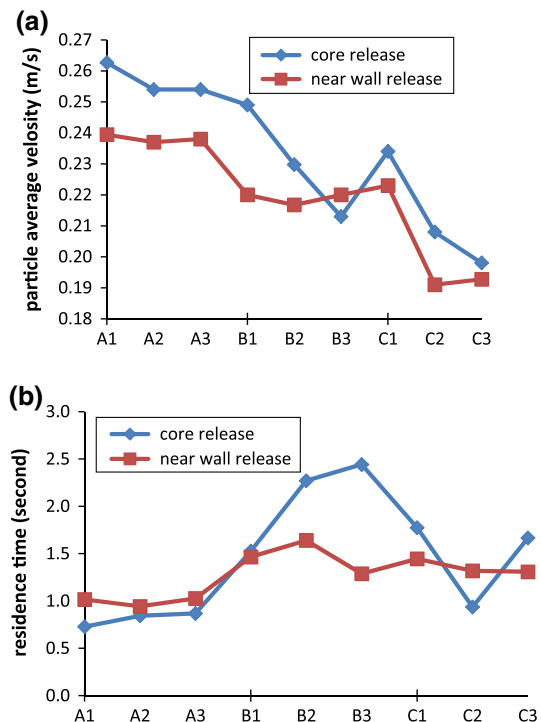 (a)
particle average velosity (m/s)
0.27
0.26
0.25
0.24
0.23
0.22
0.21
0.20
0.19
0.18
core release
near wall release
A1 A2 A3 B1 B2 B3 C1 C2 C3
(b)
residence time (second)
3.0
2.5
2.0
1.5
1.0
0.5
0.0
core release
near wall release
A1 A2 A3 B1 B2 B3 C1 C2 C3